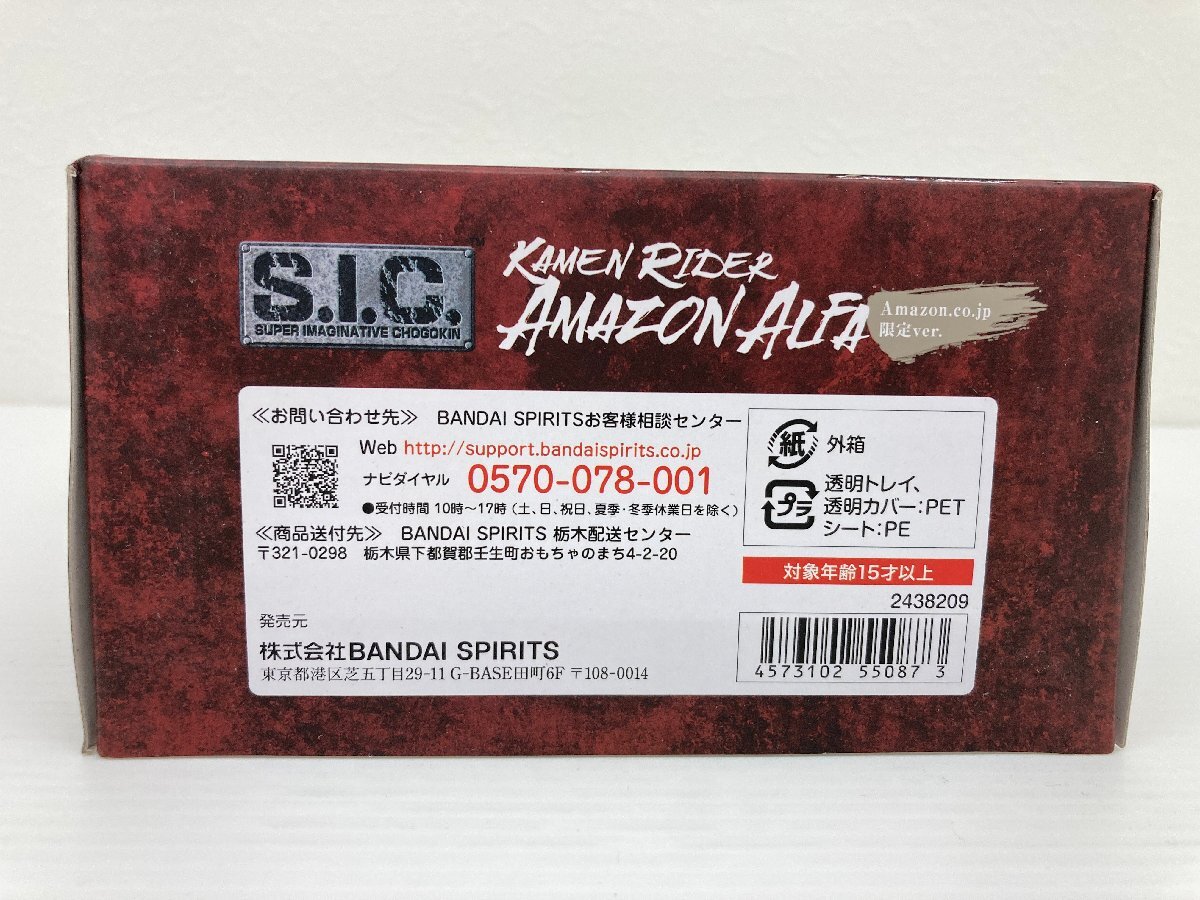 S.I.C.
SUPER IMAGINATIVE CHOGOKIN
KAMEN RIDER
AMAZON ALFA
Amazon.co.jp
限定ver.
≪お問い合わせ先≫ BANDAI SPIRITSお客様相談センター
Web http://support.bandaispirits.co.jp
ナビダイヤル 0570-078-001
●受付時間 10時〜17時（土、日、祝日、夏季・冬季休業日を除く）
≪商品送付先≫ BANDAI SPIRITS 栃木配送センター
〒321-0298 栃木県下都賀郡壬生町おもちゃのまち4-2-20
紙 外箱
プラ 透明トレイ、
透明カバー：PET
シート：PE
対象年齢15才以上
2438209
発売元
株式会社BANDAI SPIRITS
東京都港区芝五丁目29-11 G-BASE田町6F 〒108-0014
4573102 55087 3